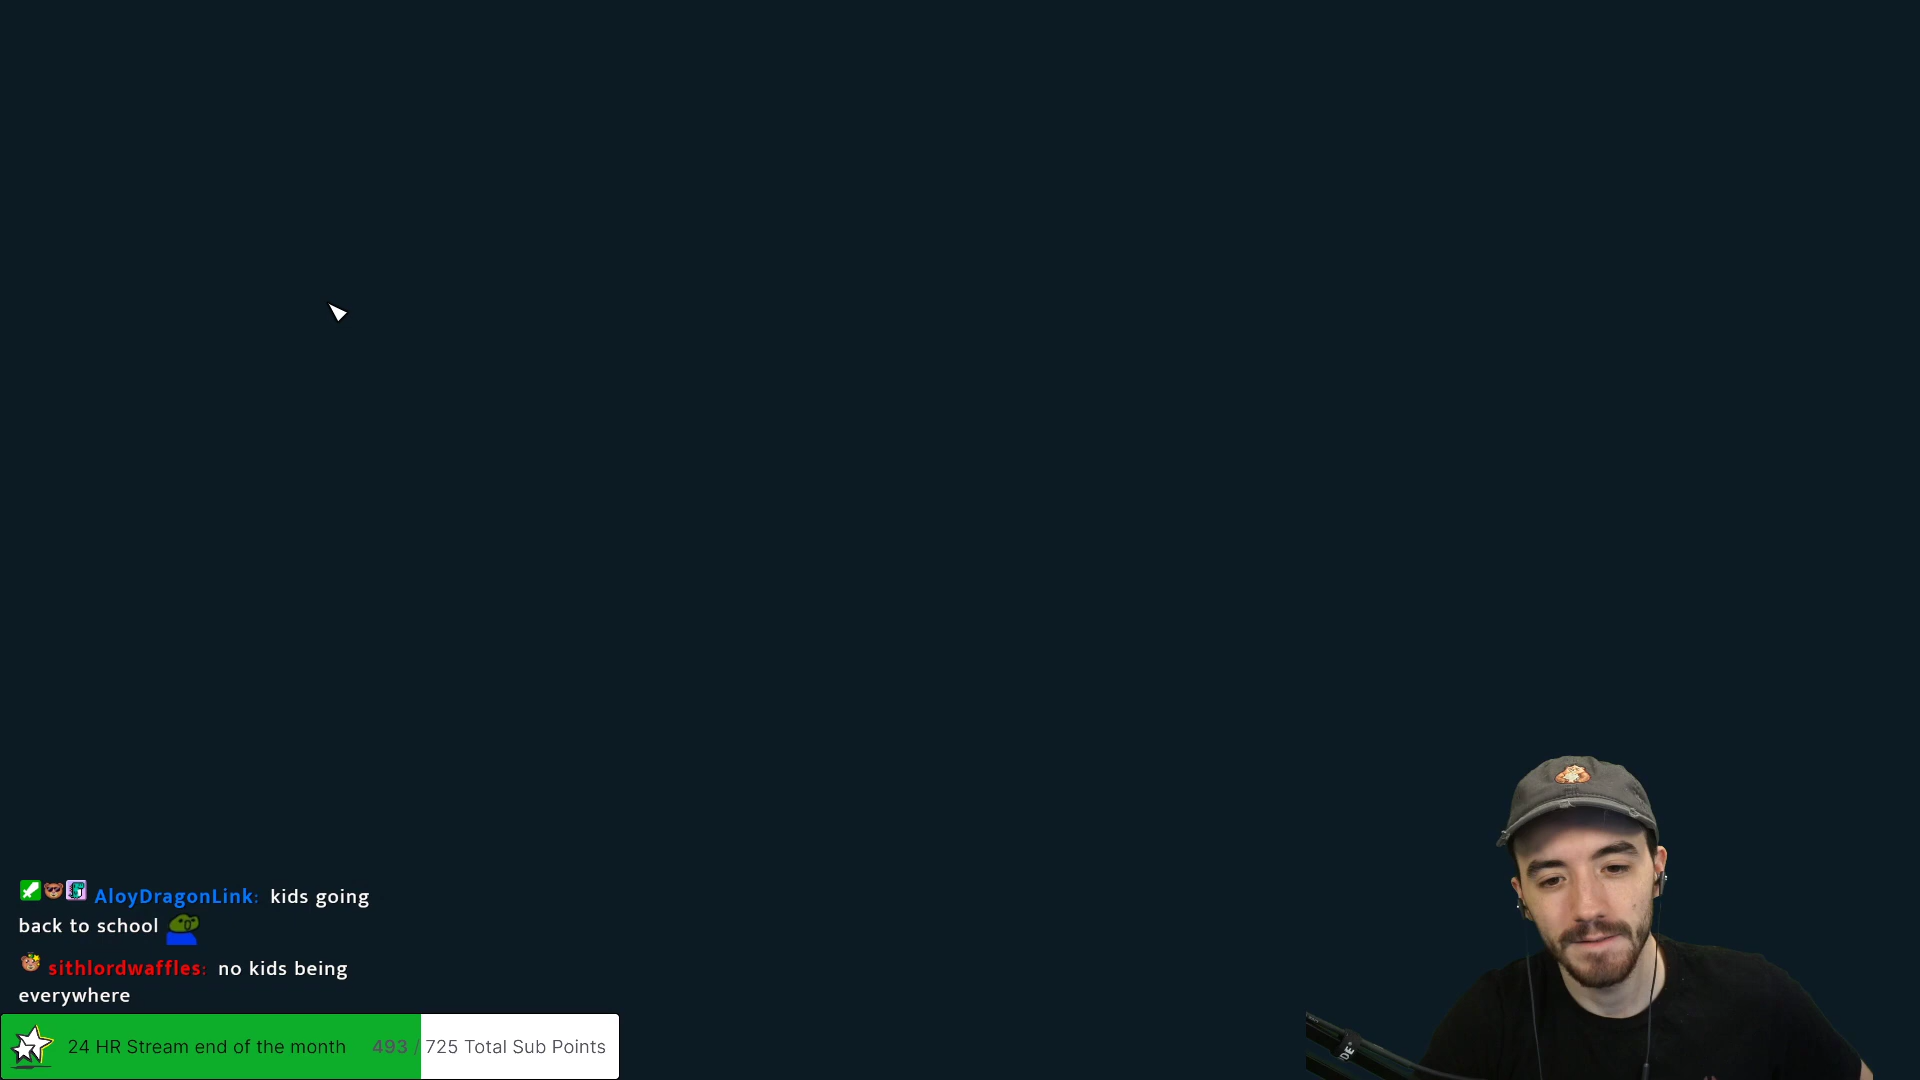 AloyDragonLink: kids going
back to school
sithlordwaffles: no kids being
everywhere
24 HR Stream end of the month 493 / 725 Total Sub Points